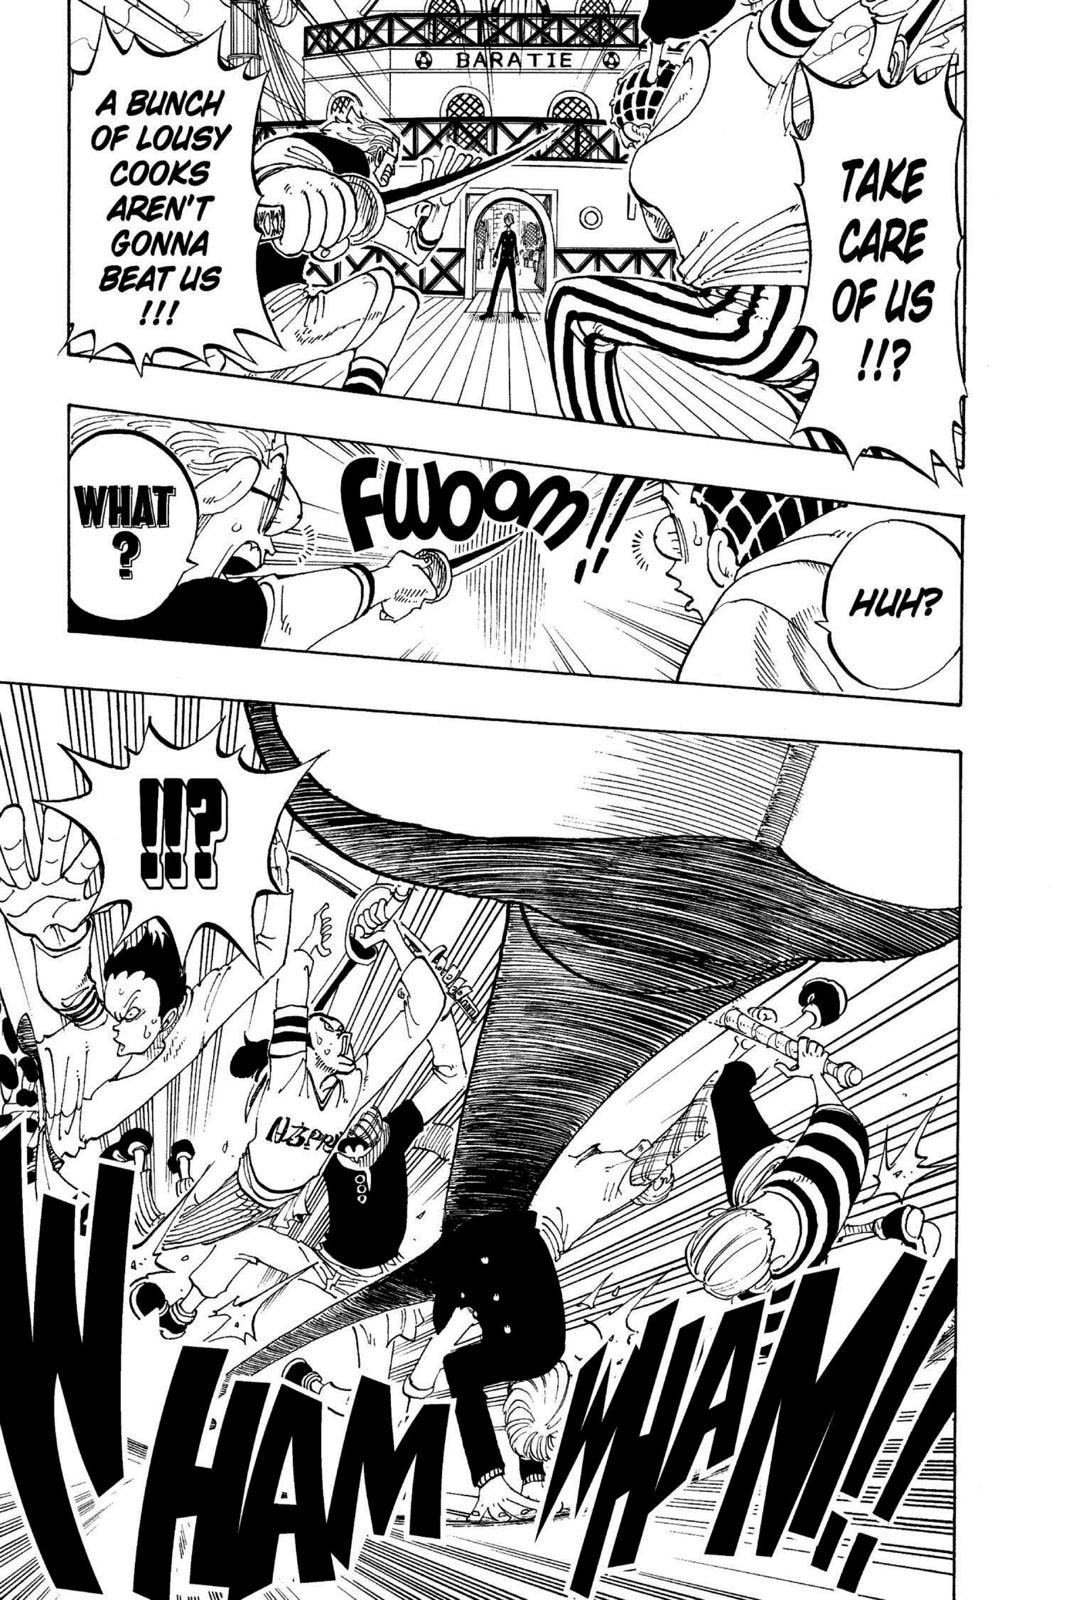 BARATIE
TAKE
CARE
OF US
!!?
A BUNCH
OF LOUSY
COOKS
AREN'T
GONNA
BEAT US
!!!
HUH?
FWOOM!!
WHAT
?
!!!?
WHAM
WHAM!!